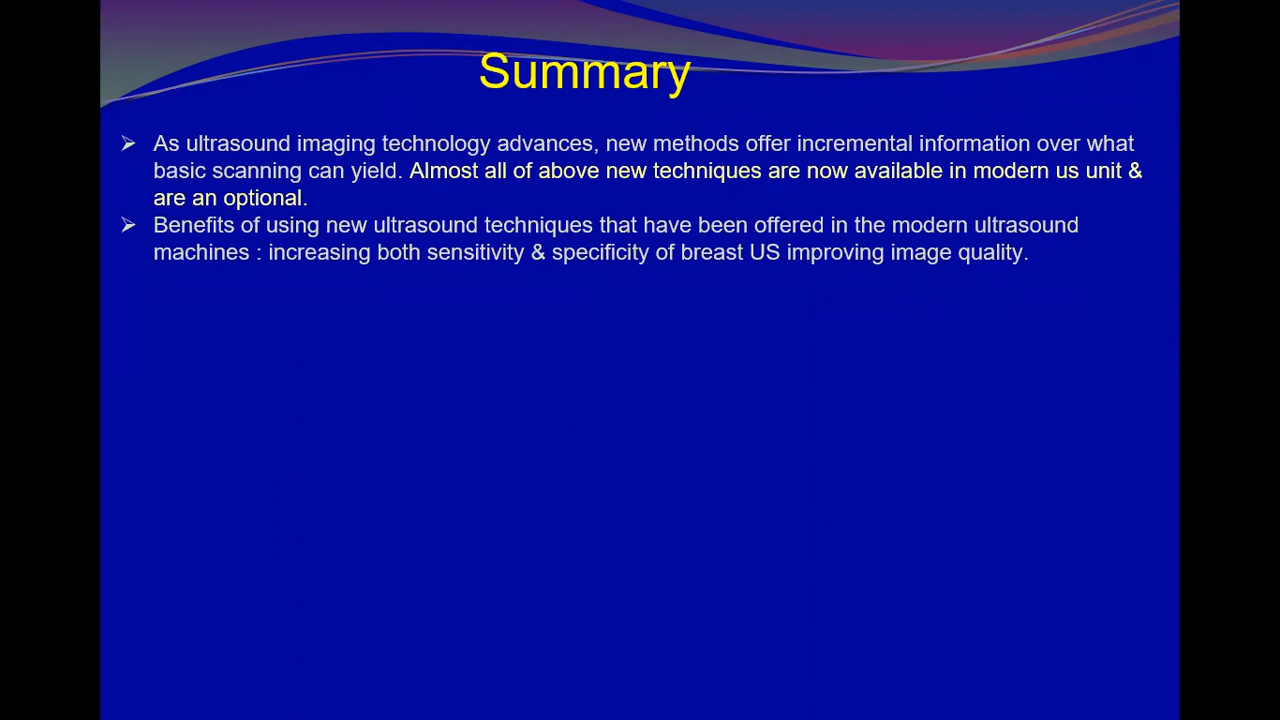 Summary
As ultrasound imaging technology advances, new methods offer incremental information over what
basic scanning can yield. Almost all of above new techniques are now available in modern us unit &
are an optional.
Benefits of using new ultrasound techniques that have been offered in the modern ultrasound
machines : increasing both sensitivity & specificity of breast US improving image quality.